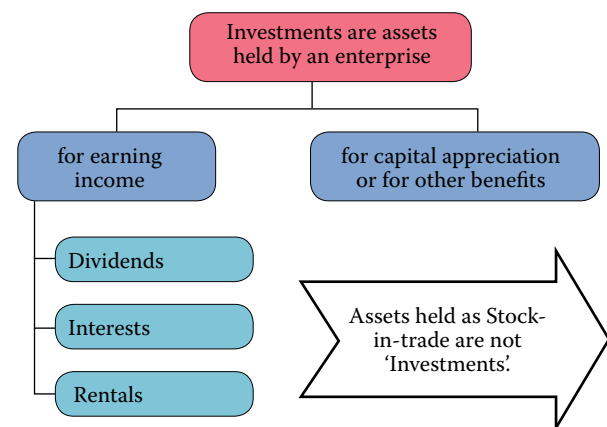 Investments are assets
held by an enterprise
for earning
income
for capital appreciation
or for other benefits
Dividends
Interests
Rentals
Assets held as Stock-
in-trade are not
‘Investments’.